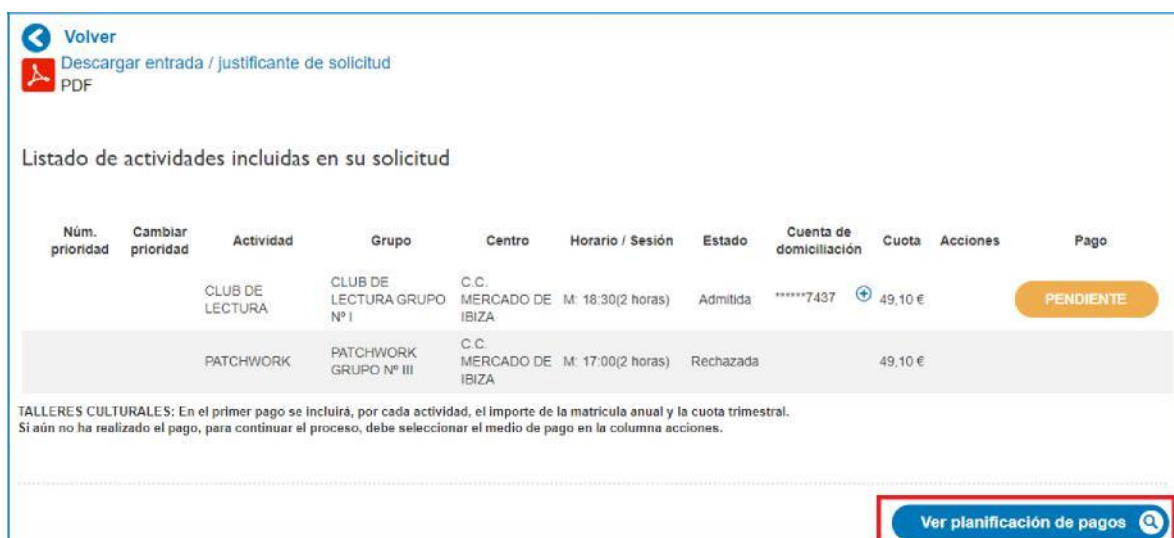 Volver
Descargar entrada / justificante de solicitud
PDF
Listado de actividades incluidas en su solicitud
Núm. prioridad Cambiar prioridad Actividad Grupo Centro Horario / Sesión Estado Cuenta de domiciliación Cuota Acciones Pago
CLUB DE LECTURA CLUB DE LECTURA GRUPO Nº I C.C. MERCADO DE IBIZA M: 18:30(2 horas) Admitida ******7437 49,10 € PENDIENTE
PATCHWORK PATCHWORK GRUPO Nº III C.C. MERCADO DE IBIZA M: 17:00(2 horas) Rechazada 49,10 €
TALLERES CULTURALES: En el primer pago se incluirá, por cada actividad, el importe de la matricula anual y la cuota trimestral.
Si aún no ha realizado el pago, para continuar el proceso, debe seleccionar el medio de pago en la columna acciones.
Ver planificación de pagos